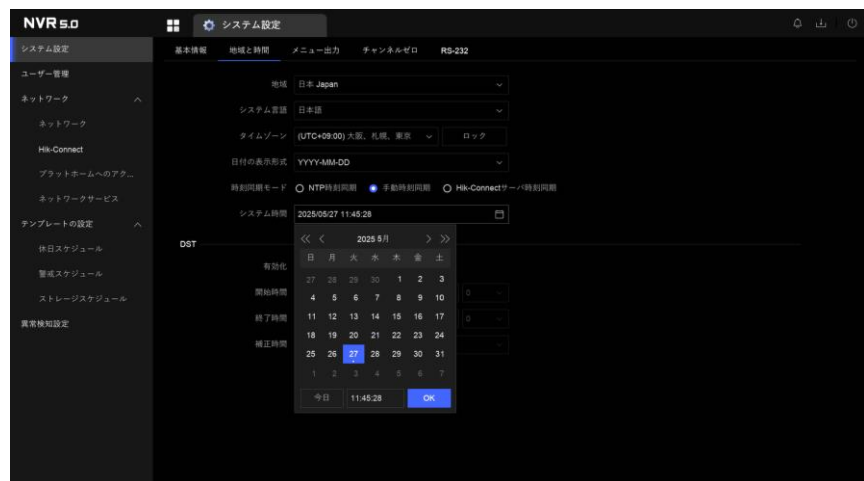 NVR 5.0
システム設定
システム設定
ユーザー管理
ネットワーク
ネットワーク
Hik-Connect
プラットホームへのアク...
ネットワークサービス
テンプレートの設定
休日スケジュール
警戒スケジュール
ストレージスケジュール
異常検知設定
基本情報 地域と時間 メニュー出力 チャンネルゼロ RS-232
地域 日本 Japan
システム言語 日本語
タイムゾーン (UTC+09:00) 大阪、札幌、東京 ロック
日付の表示形式 YYYY-MM-DD
時刻同期モード NTP時刻同期 手動時刻同期 Hik-Connectサーバ時刻同期
システム時間 2025/05/27 11:45:28
DST
有効化
開始時間 0
終了時間 0
補正時間
2025 5月
日 月 火 水 木 金 土
27 28 29 30 1 2 3
4 5 6 7 8 9 10
11 12 13 14 15 16 17
18 19 20 21 22 23 24
25 26 27 28 29 30 31
1 2 3 4 5 6 7
今日 11:45:28 OK